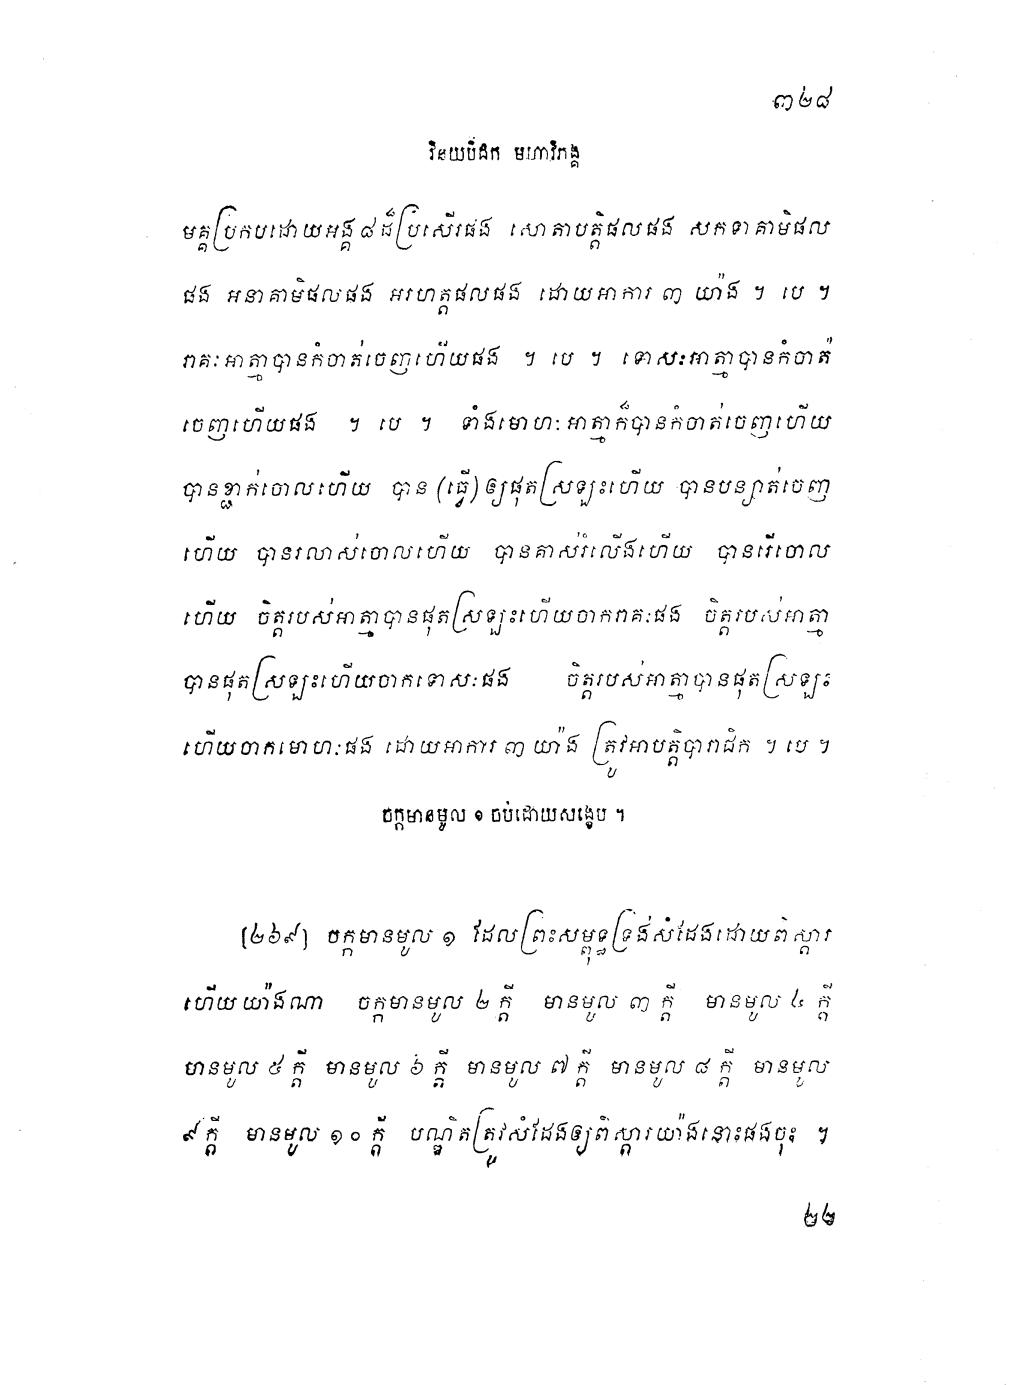 ៣២៨
វិនយបិដក មហាវិភង្គ
មគ្គប្រកបដោយអង្គ៨ដ៏ប្រសើរផង សោតាបត្តិផលផង សកទាគាមិផល
ផង អនាគាមិផលផង អរហត្តផលផង ដោយអាការ ៣ យ៉ាង ។ បេ ។
រាគៈអាត្មាបានកំចាត់ចេញហើយផង ។ បេ ។ ទោសៈអាត្មាបានកំចាត់
ចេញហើយផង ។ បេ ។ ទាំងមោហៈអាត្មាក៏បានកំចាត់ចេញហើយ
បានខ្ជាក់ចោលហើយ បាន (ធ្វើ) ឲ្យផុតស្រឡះហើយ បានបន្សាត់ចេញ
ហើយ បានរលាស់ចោលហើយ បានគាស់រំលើងហើយ បានរើចោល
ហើយ ចិត្តរបស់អាត្មាបានផុតស្រឡះហើយចាករាគៈផង ចិត្តរបស់អាត្មា
បានផុតស្រឡះហើយចាកទោសៈផង ចិត្តរបស់អាត្មាបានផុតស្រឡះ
ហើយចាកមោហៈផង ដោយអាការ ៣ យ៉ាង ត្រូវអាបត្តិបារាជិក ។ បេ ។
ចក្កមានមូល ១ ចប់ដោយសង្ខេប ។
[២៦៩] ចក្កមានមូល ១ ដែលព្រះសម្ពុទ្ធទ្រង់សំដែងដោយពិស្តារ
ហើយយ៉ាងណា ចក្កមានមូល ២ ក្តី មានមូល ៣ ក្តី មានមូល ៤ ក្តី
មានមូល ៥ ក្តី មានមូល ៦ ក្តី មានមូល ៧ ក្តី មានមូល ៨ ក្តី មានមូល
៩ ក្តី មានមូល ១០ ក្តី បណ្ឌិតត្រូវសំដែងឲ្យពិស្តារយ៉ាងនោះផងចុះ ។
២២